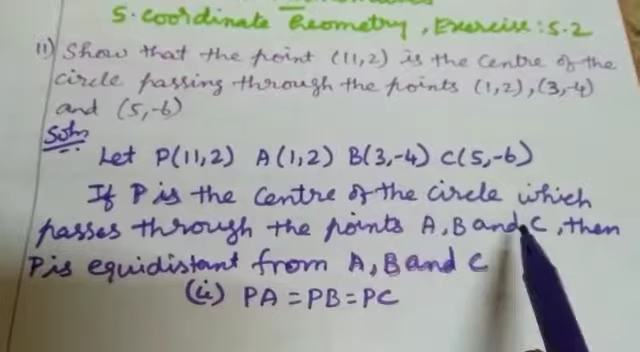 5. Coordinate Geometry, Exercise: 5.2
11) Show that the point (11,2) is the centre of the
circle passing through the points (1,2), (3,-4)
and (5,-6)
Soln
Let P(11,2) A(1,2) B(3,-4) C(5,-6)
If P is the centre of the circle which
passes through the points A, B and C, then
P is equidistant from A, B and C
(i) PA = PB = PC